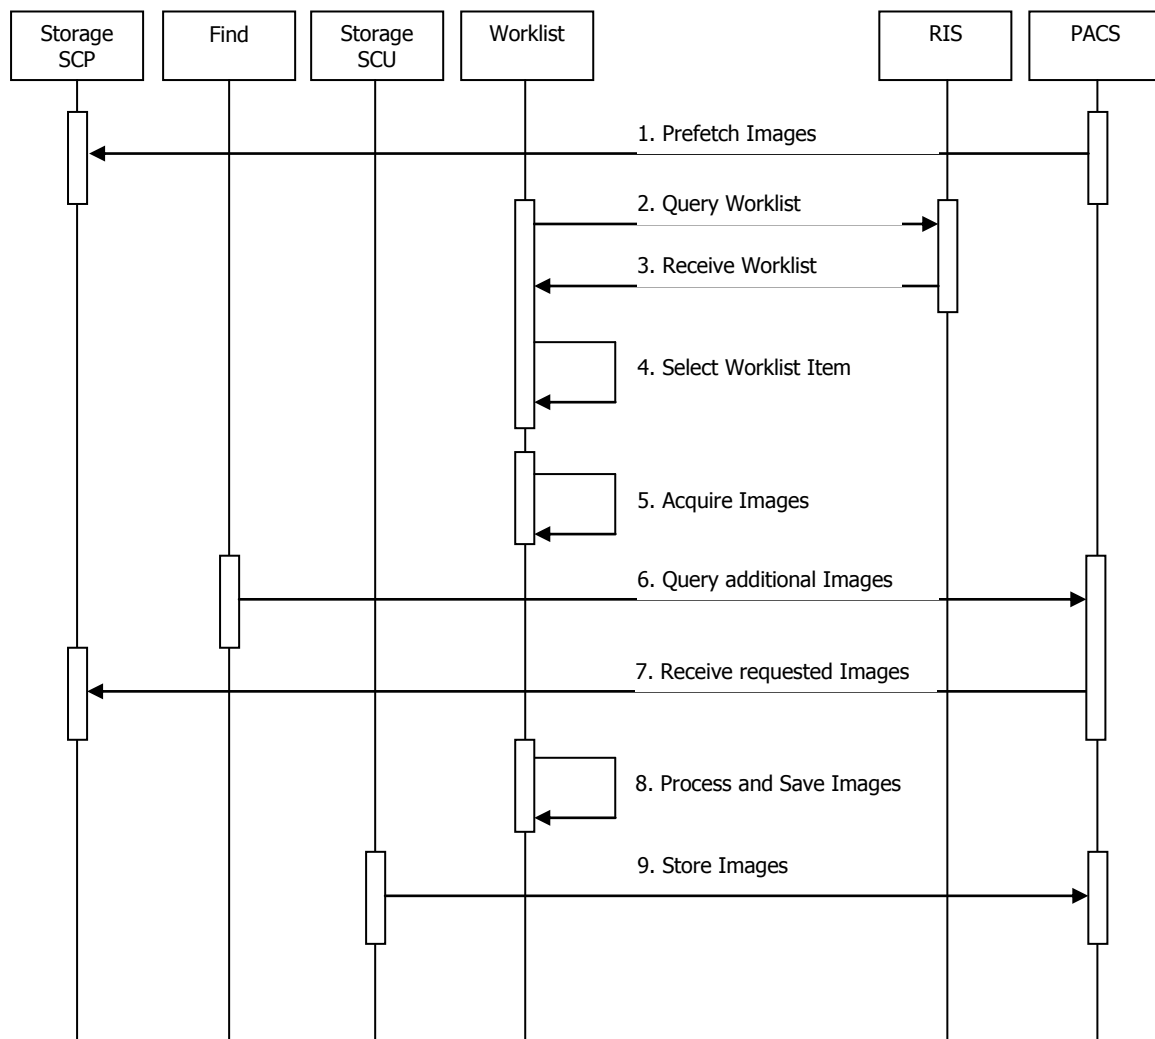 Storage
SCP
Find
Storage
SCU
Worklist
RIS
PACS
1. Prefetch Images
2. Query Worklist
3. Receive Worklist
4. Select Worklist Item
5. Acquire Images
6. Query additional Images
7. Receive requested Images
8. Process and Save Images
9. Store Images